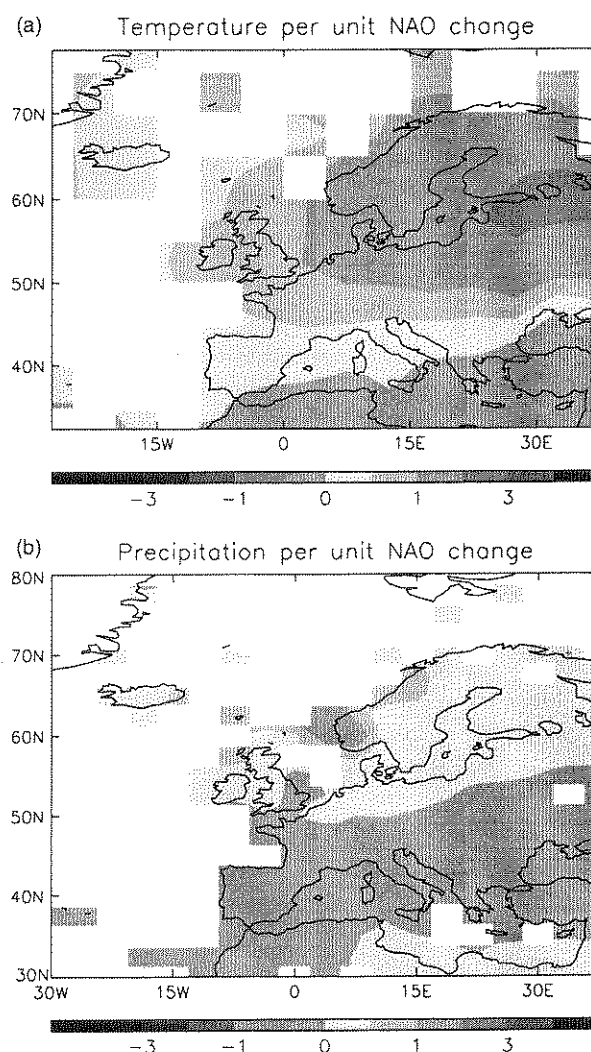 (a) Temperature per unit NAO change
70N
60N
50N
40N
15W 0 15E 30E
−3 −1 0 1 3
(b) Precipitation per unit NAO change
80N
70N
60N
50N
40N
30N
30W 15W 0 15E 30E
−3 −1 0 1 3